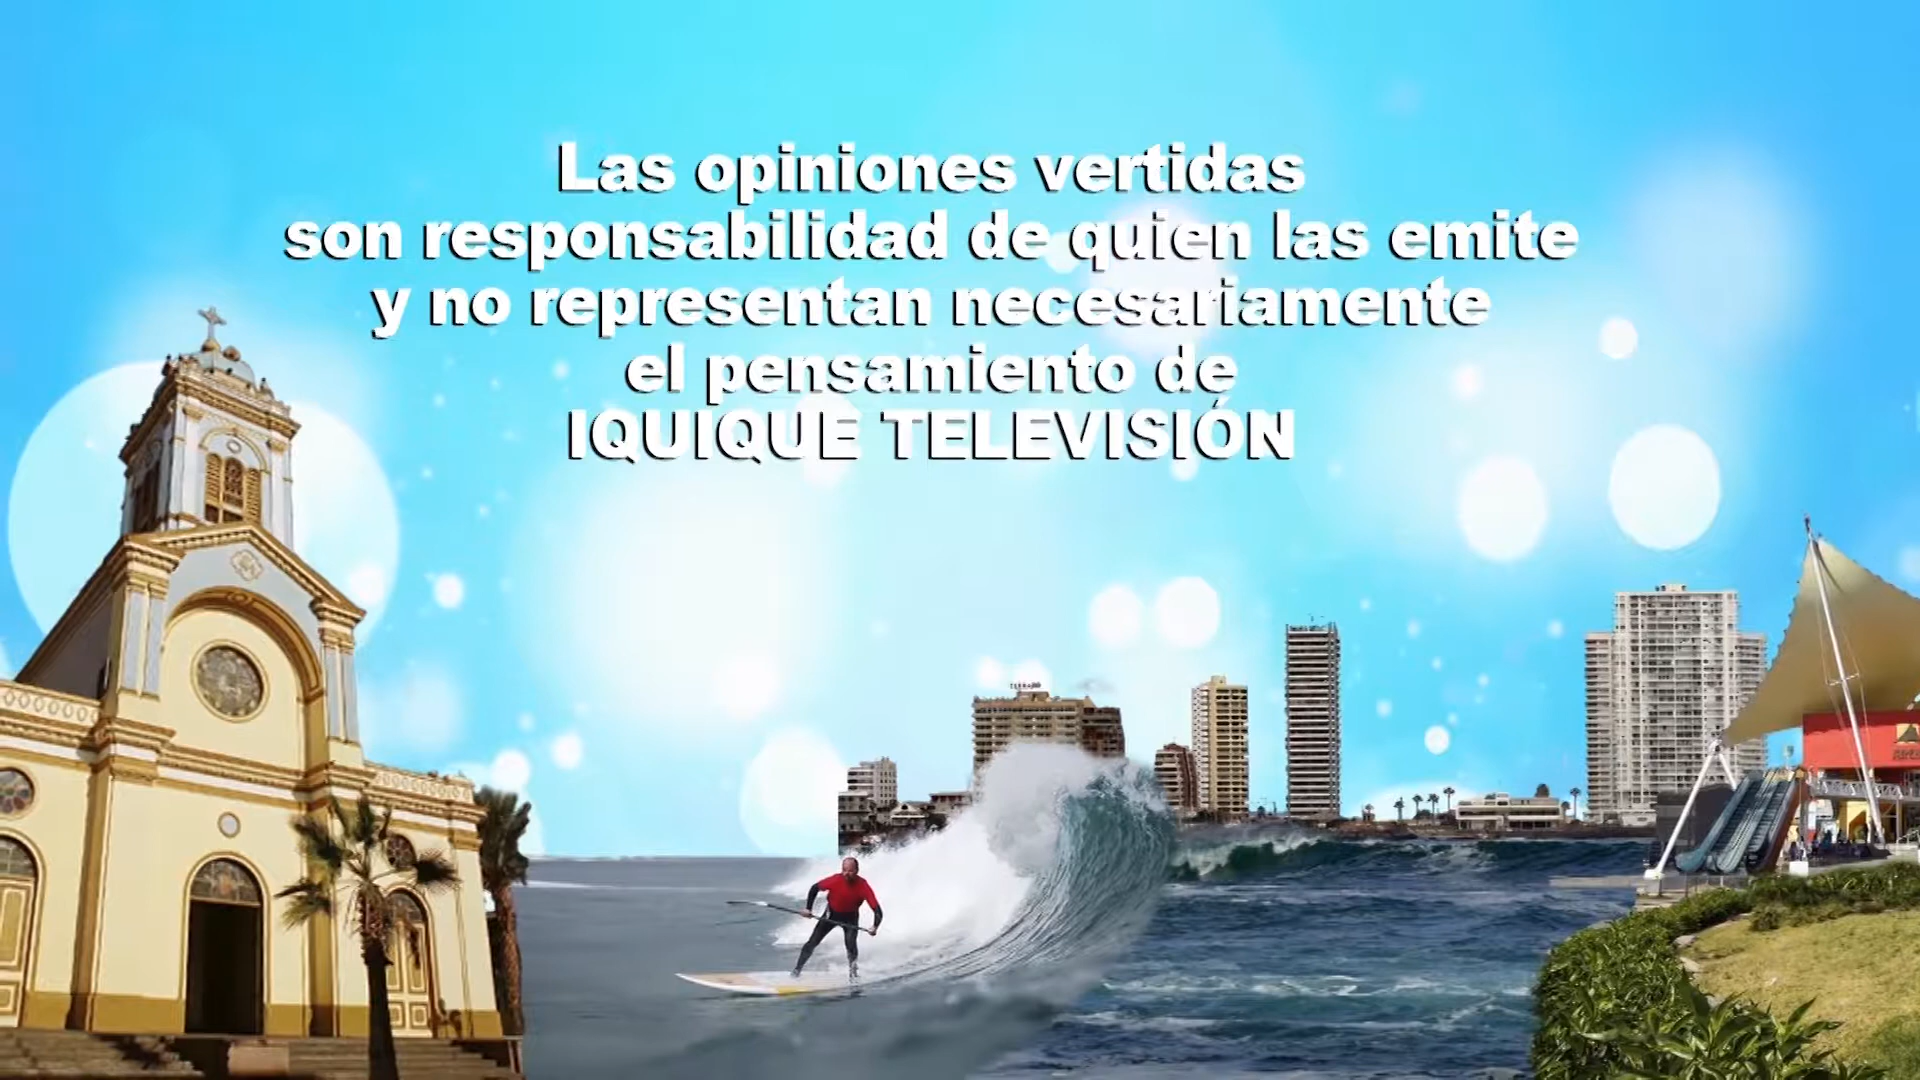 Las opiniones vertidas
son responsabilidad de quien las emite
y no representan necesariamente
el pensamiento de
IQUIQUE TELEVISIÓN